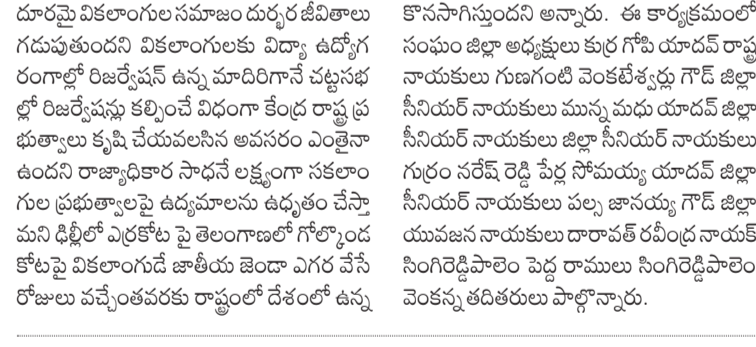 దూరమై వికలాంగుల సమాజం దుర్భర జీవితాలు
గడుపుతుందని వికలాంగులకు విద్యా ఉద్యోగ
రంగాల్లో రిజర్వేషన్ ఉన్న మాదిరిగానే చట్టసభ
ల్లో రిజర్వేషన్లు కల్పించే విధంగా కేంద్ర రాష్ట్ర ప్ర
భుత్వాలు కృషి చేయవలసిన అవసరం ఎంతైనా
ఉందని రాజ్యాధికార సాధనే లక్ష్యంగా సకలాం
గుల ప్రభుత్వాలపై ఉద్యమాలను ఉధృతం చేస్తా
మని ఢిల్లీలో ఎర్రకోట పై తెలంగాణలో గోల్కొండ
కోటపై వికలాంగుడే జాతీయ జెండా ఎగర వేసే
రోజులు వచ్చేంతవరకు రాష్ట్రంలో దేశంలో ఉన్న
కొనసాగిస్తుందని అన్నారు. ఈ కార్యక్రమంలో
సంఘం జిల్లా అధ్యక్షులు కుర్ర గోపి యాదవ్ రాష్ట్ర
నాయకులు గుణగంటి వెంకటేశ్వర్లు గౌడ్ జిల్లా
సీనియర్ నాయకులు మున్న మధు యాదవ్ జిల్లా
సీనియర్ నాయకులు జిల్లా సీనియర్ నాయకులు
గుర్రం నరేష్ రెడ్డి పేర్ల సోమయ్య యాదవ్ జిల్లా
సీనియర్ నాయకులు పల్స జానయ్య గౌడ్ జిల్లా
యువజన నాయకులు దారావత్ రవీంద్ర నాయక్
సింగిరెడ్డిపాలెం పెద్ద రాములు సింగిరెడ్డిపాలెం
వెంకన్న తదితరులు పాల్గొన్నారు.